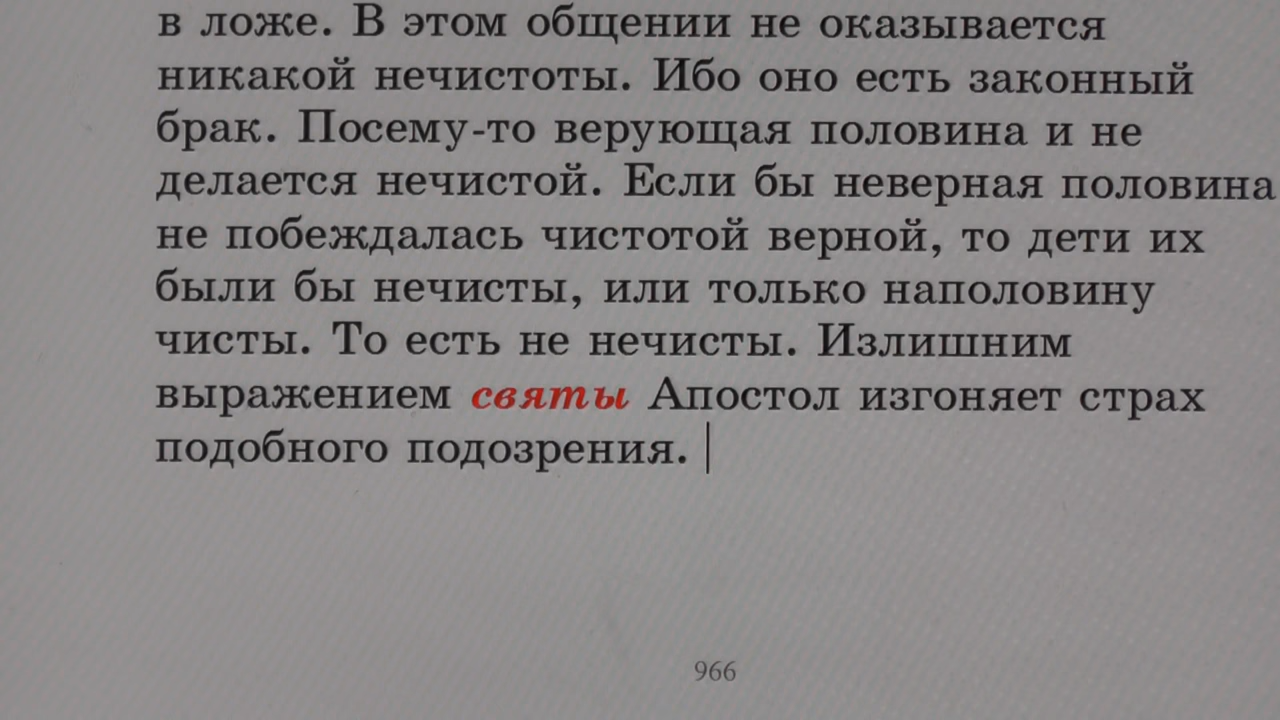 в ложе. В этом общении не оказывается
никакой нечистоты. Ибо оно есть законный
брак. Посему-то верующая половина и не
делается нечистой. Если бы неверная половина
не побеждалась чистотой верной, то дети их
были бы нечисты, или только наполовину
чисты. То есть не нечисты. Излишним
выражением святы Апостол изгоняет страх
подобного подозрения.
966